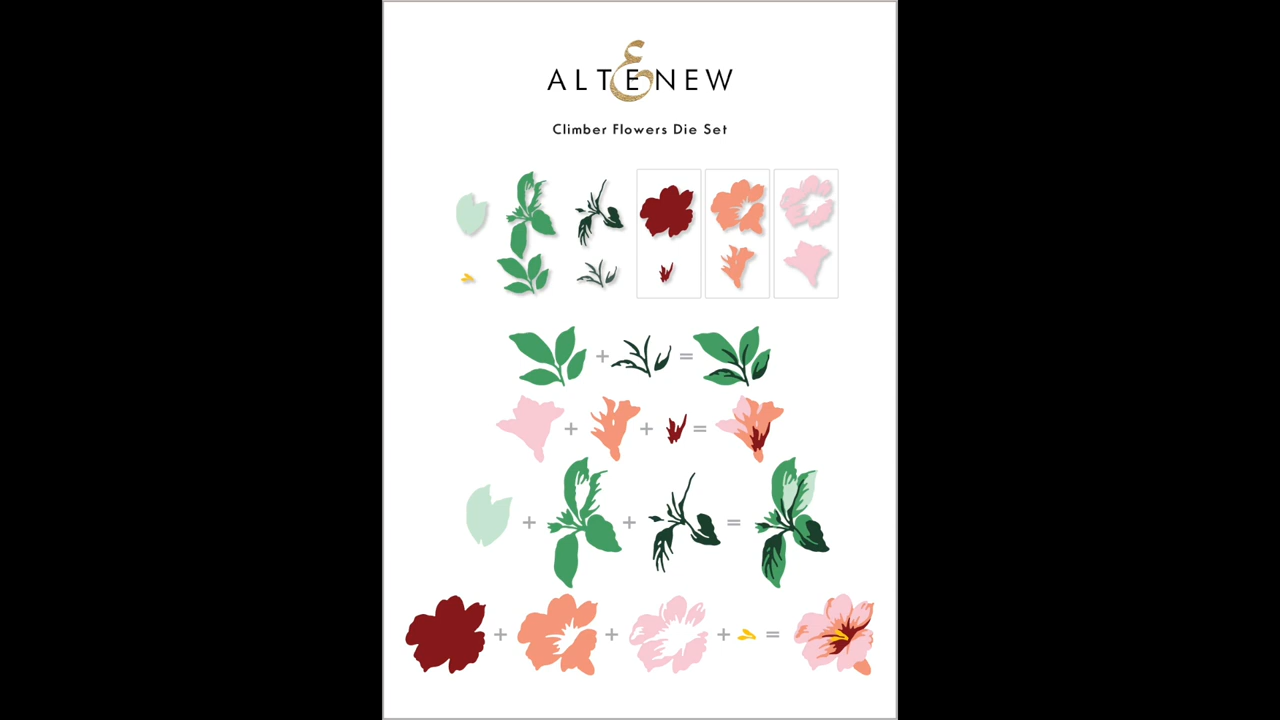 ALTENEW
Climber Flowers Die Set
+ =
+ + =
+ + =
+ + + =